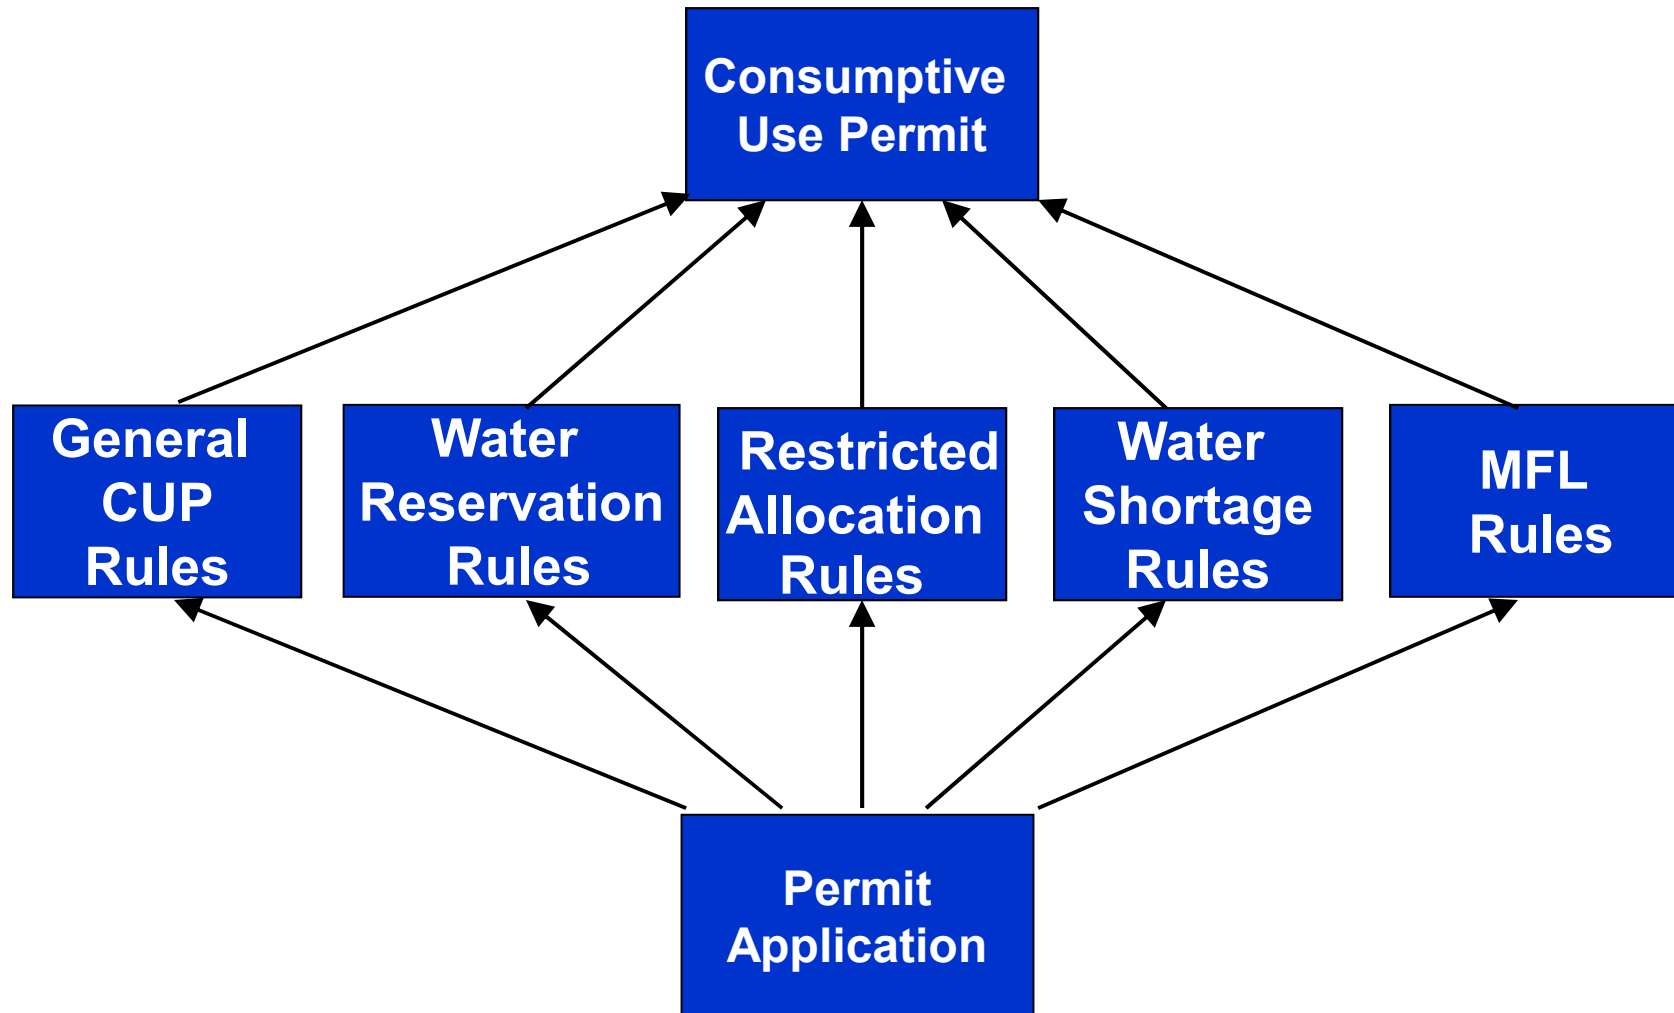 Consumptive
Use Permit
General
CUP
Rules
Water
Reservation
Rules
Restricted
Allocation
Rules
Water
Shortage
Rules
MFL
Rules
Permit
Application